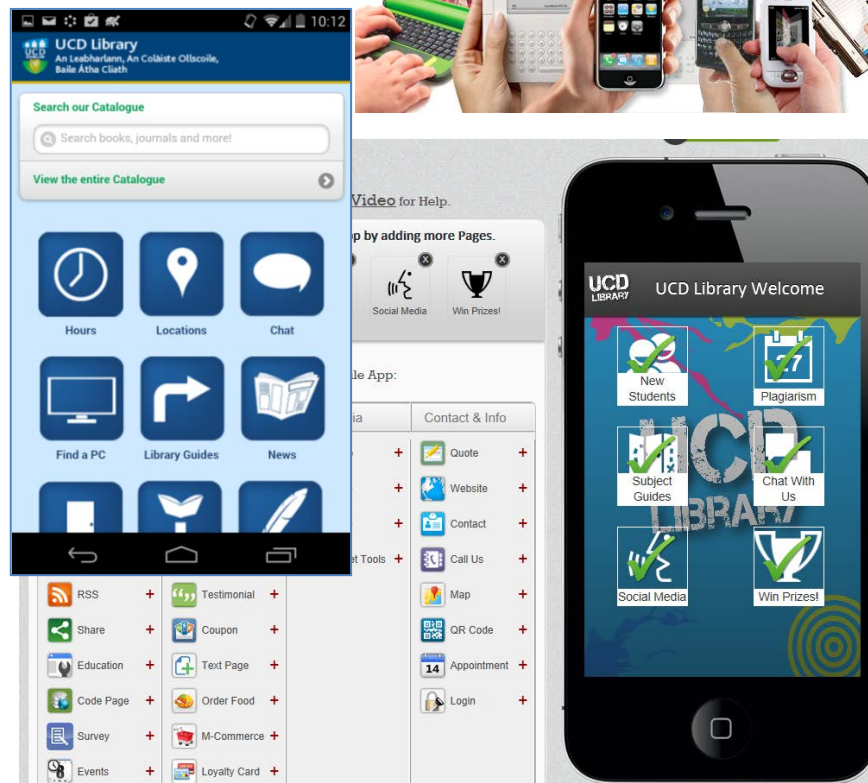 10:12
UCD Library
An Leabharlann, An Coláiste Ollscoile,
Baile Átha Cliath
UCD
Search our Catalogue
Search books, journals and more!
View the entire Catalogue
Hours
Locations
Chat
Find a PC
Library Guides
News
Video for Help.
p by adding more Pages.
Social Media
Win Prizes!
le App:
ia
Contact & Info
Quote +
+ Website +
+ Contact +
et Tools + Call Us +
RSS + Testimonial + Map +
Share + Coupon + QR Code +
Education + Text Page + 14 Appointment +
Code Page + Order Food + Login +
Survey + M-Commerce +
Events + Loyalty Card +
UCD
LIBRARY
UCD Library Welcome
27
New
Students
Plagiarism
UCD
LIBRARY
Subject
Guides
Chat With
Us
Social Media
Win Prizes!